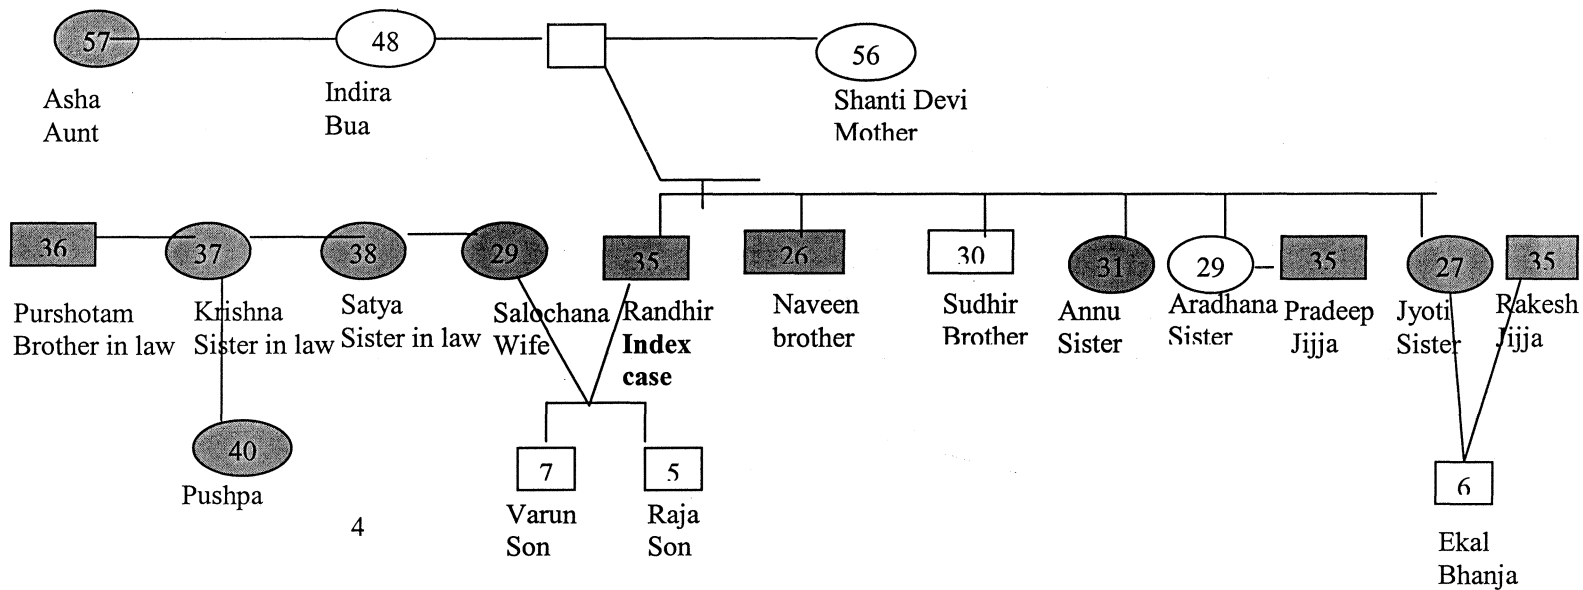 57
48
56
Asha
Aunt
Indira
Bua
Shanti Devi
Mother
36
37
38
29
35
26
30
31
29
35
27
35
Purshotam
Brother in law
Krishna
Sister in law
Satya
Sister in law
Salochana
Wife
Randhir
Index
case
Naveen
brother
Sudhir
Brother
Annu
Sister
Aradhana
Sister
Pradeep
Jijja
Jyoti
Sister
Rakesh
Jijja
40
Pushpa
4
7
5
6
Varun
Son
Raja
Son
Ekal
Bhanja